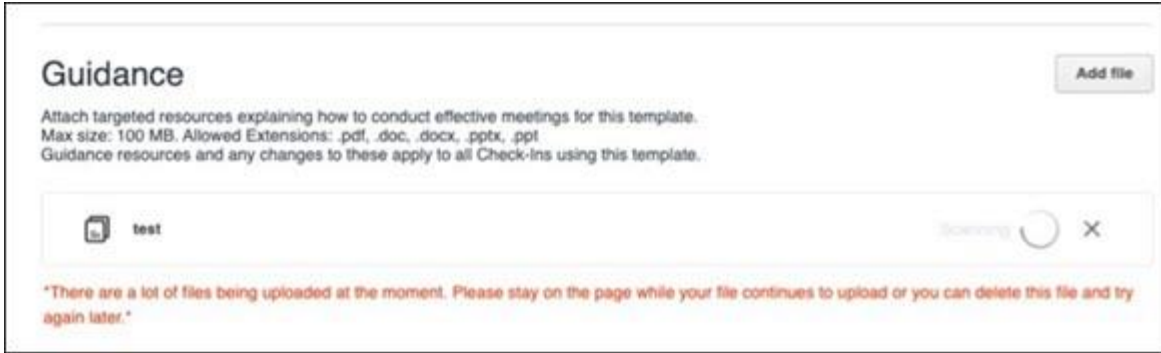 Guidance
Add file
Attach targeted resources explaining how to conduct effective meetings for this template.
Max size: 100 MB. Allowed Extensions: .pdf, .doc, .docx, .pptx, .ppt
Guidance resources and any changes to these apply to all Check-Ins using this template.
test
Scanning
*There are a lot of files being uploaded at the moment. Please stay on the page while your file continues to upload or you can delete this file and try
again later.*